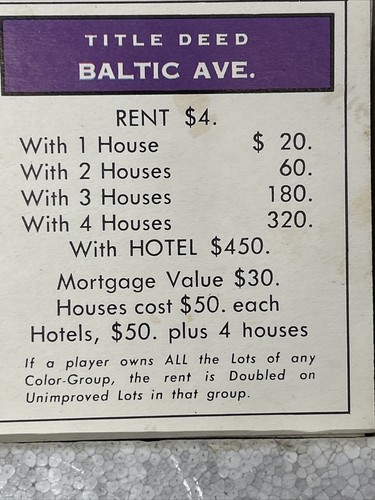 TITLE DEED
BALTIC AVE.
RENT $4.
With 1 House $ 20.
With 2 Houses 60.
With 3 Houses 180.
With 4 Houses 320.
With HOTEL $450.
Mortgage Value $30.
Houses cost $50. each
Hotels, $50. plus 4 houses
If a player owns ALL the Lots of any
Color-Group, the rent is Doubled on
Unimproved Lots in that group.